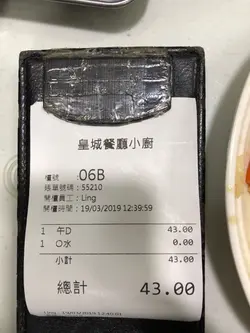 皇城餐廳小廚
檯號 :06B
賬單號碼 :55210
開檯員工 :Ling
開檯時間 :19/03/2019 12:39:59
1 午D 43.00
1 O水 0.00
小計 43.00
總計 43.00